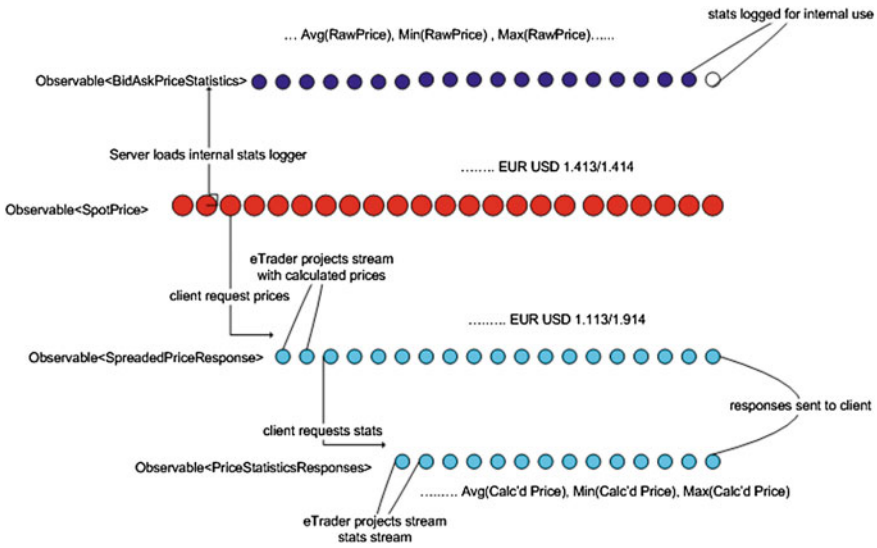 stats logged for internal use
... Avg(RawPrice), Min(RawPrice) , Max(RawPrice)......
Observable<BidAskPriceStatistics>
Server loads internal stats logger
......... EUR USD 1.413/1.414
Observable<SpotPrice>
eTrader projects stream
with calculated prices
client request prices
......... EUR USD 1.113/1.914
Observable<SpreadedPriceResponse>
responses sent to client
client requests stats
Observable<PriceStatisticsResponses>
......... Avg(Calc'd Price), Min(Calc'd Price), Max(Calc'd Price)
eTrader projects stream
stats stream